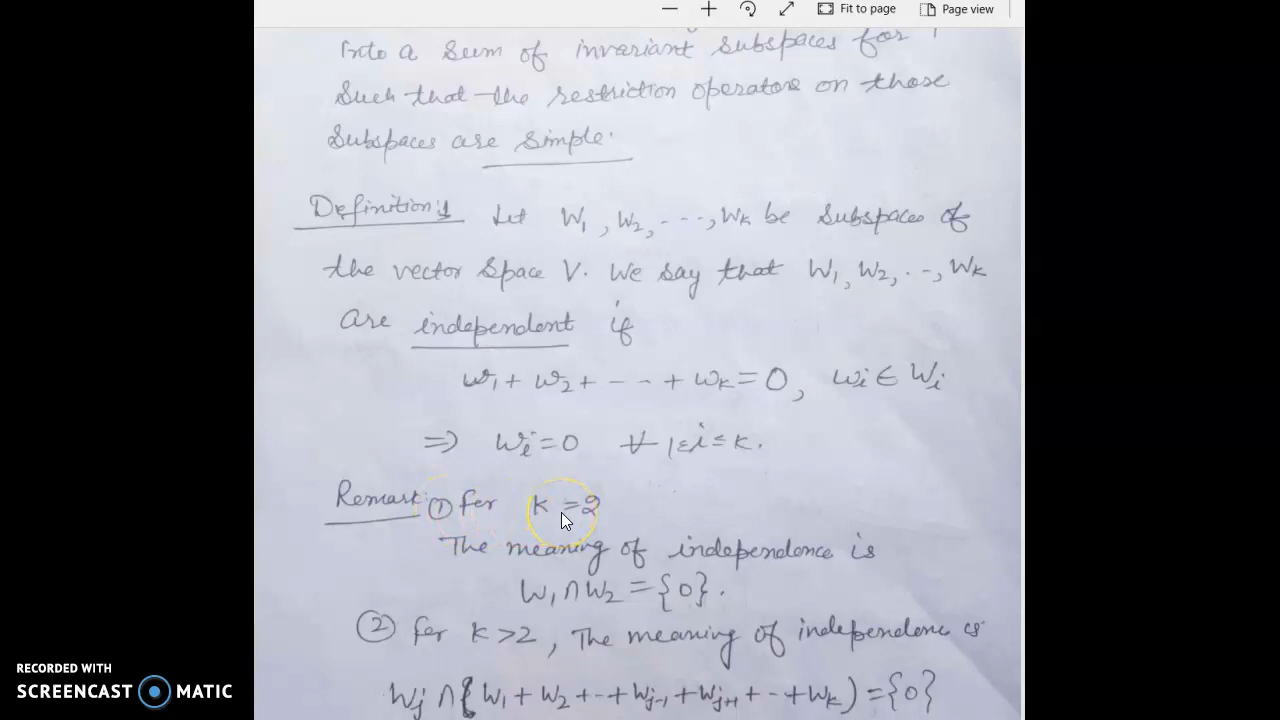 Fit to page Page view
into a sum of invariant subspaces for T
Such that the restriction operators on those
Subspaces are simple.
Definition:1 Let W₁, W₂, ---, Wₖ be subspaces of
the vector space V. We say that W₁, W₂, .--, Wₖ
are independent if
w₁ + w₂ + --- + wₖ = 0, wᵢ ∈ Wᵢ
⇒ wᵢ = 0 ∀ 1≤i≤k.
Remark: ① For k = 2
The meaning of independence is
W₁ ∩ W₂ = {0}.
② For k > 2, The meaning of independence is
Wⱼ ∩ (W₁ + W₂ + -- + Wⱼ₋₁ + Wⱼ₊₁ + -- + Wₖ) = {0}
RECORDED WITH
SCREENCAST MATIC